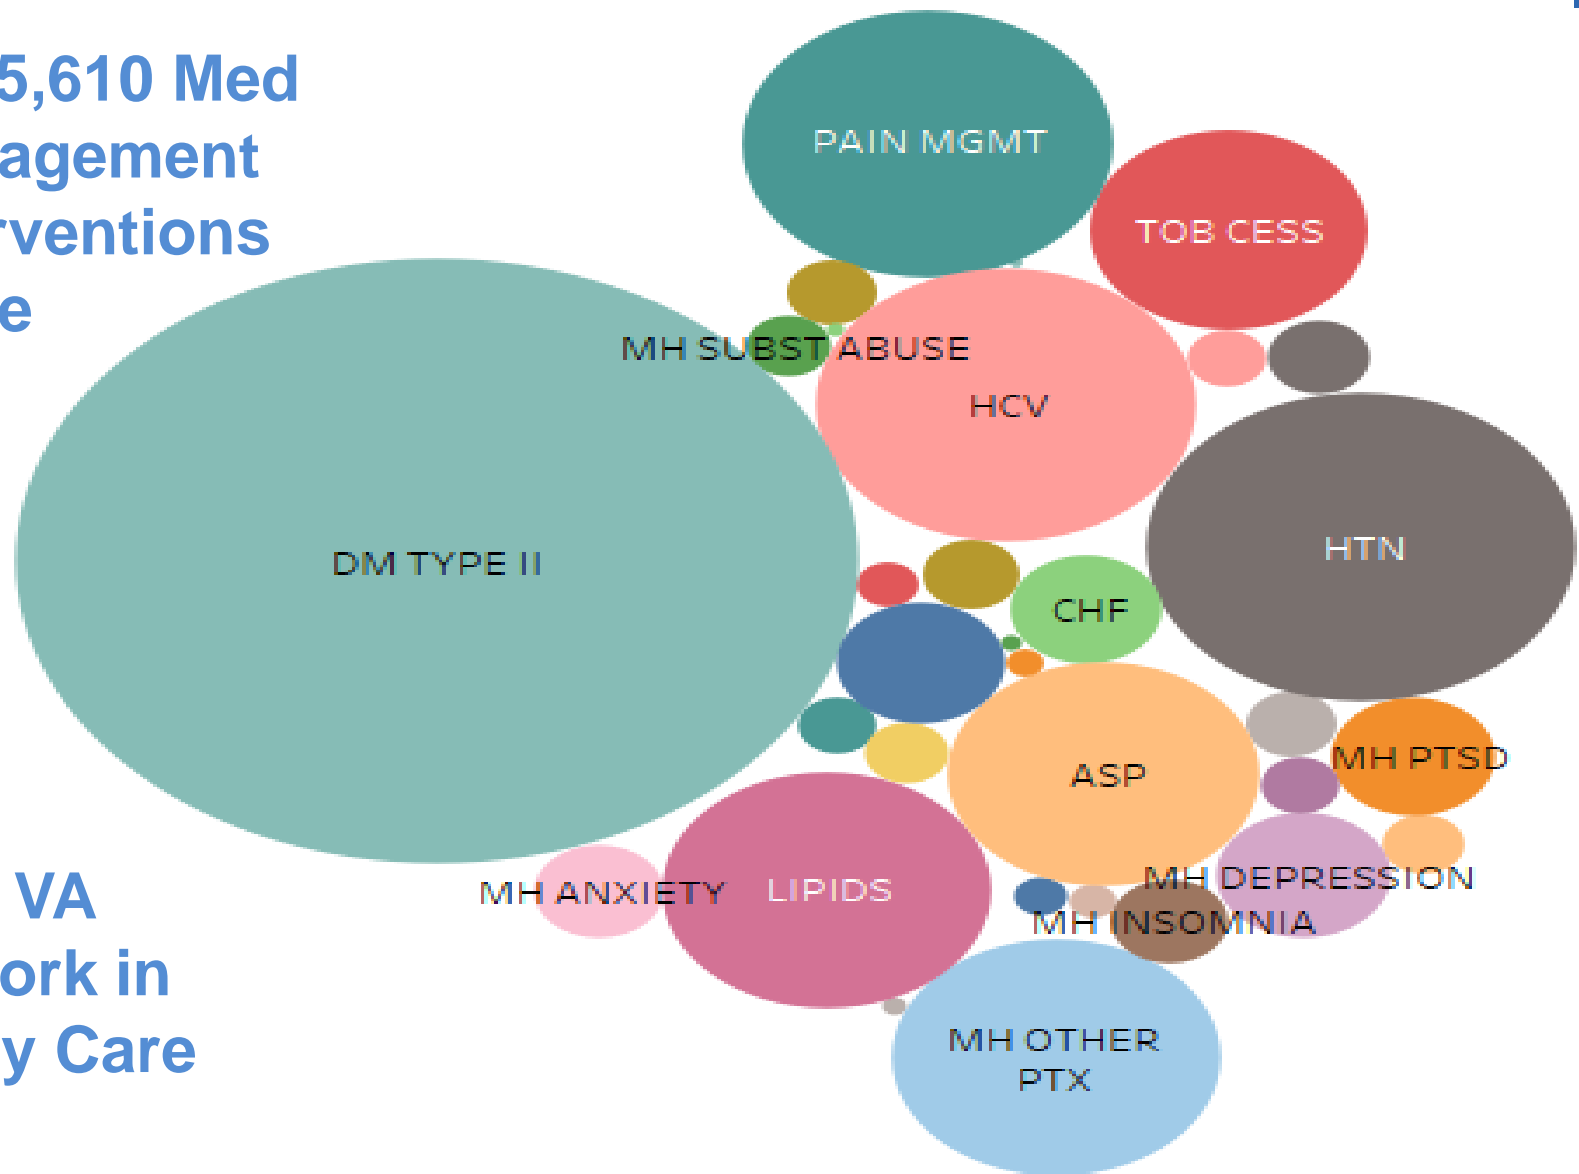 5,610 Med
agement
rventions
e
VA
ork in
y Care
PAIN MGMT
TOB CESS
MH SUBST ABUSE
HCV
DM TYPE II
HTN
CHF
MH PTSD
ASP
MH DEPRESSION
MH ANXIETY
LIPIDS
MH INSOMNIA
MH OTHER
PTX